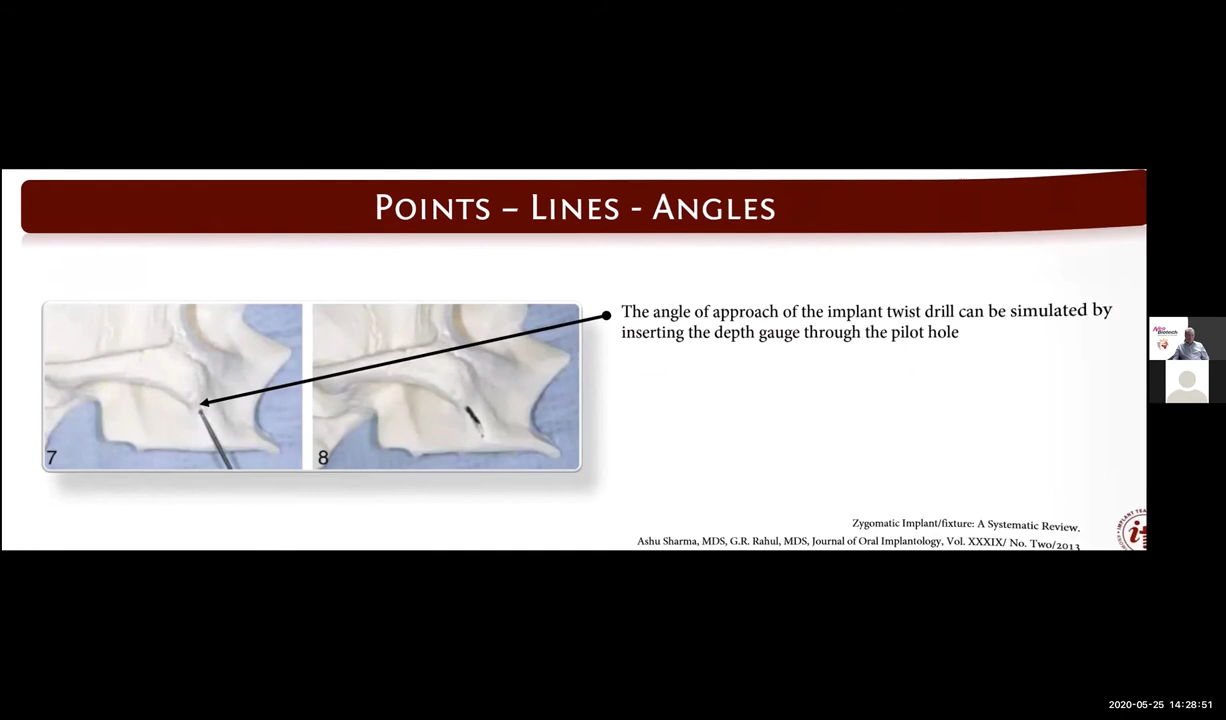 POINTS – LINES - ANGLES
The angle of approach of the implant twist drill can be simulated by
inserting the depth gauge through the pilot hole
7
8
Zygomatic Implant/fixture: A Systematic Review.
Ashu Sharma, MDS, G.R. Rahul, MDS, Journal of Oral Implantology, Vol. XXXIX/ No. Two/2013
Neo
Biotech
2020-05-25 14:28:51